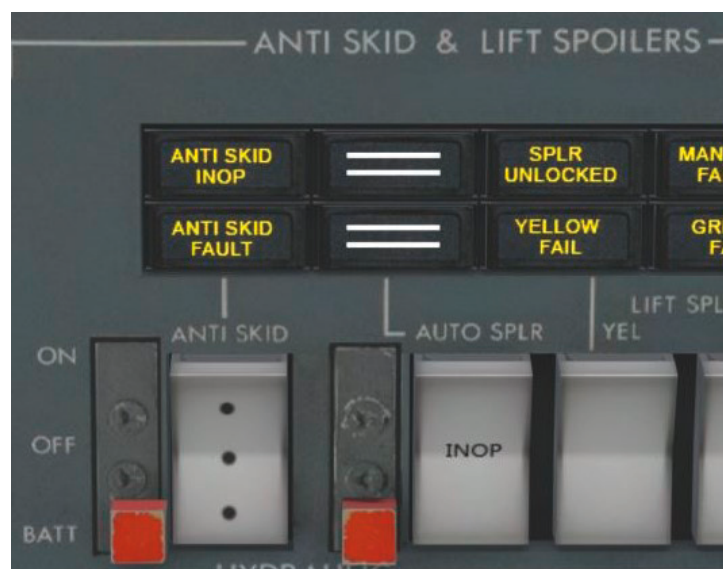 ANTI SKID & LIFT SPOILERS
ANTI SKID
INOP
SPLR
UNLOCKED
ANTI SKID
FAULT
YELLOW
FAIL
LIFT
ANTI SKID
AUTO SPLR
YEL
ON
OFF
BATT
INOP